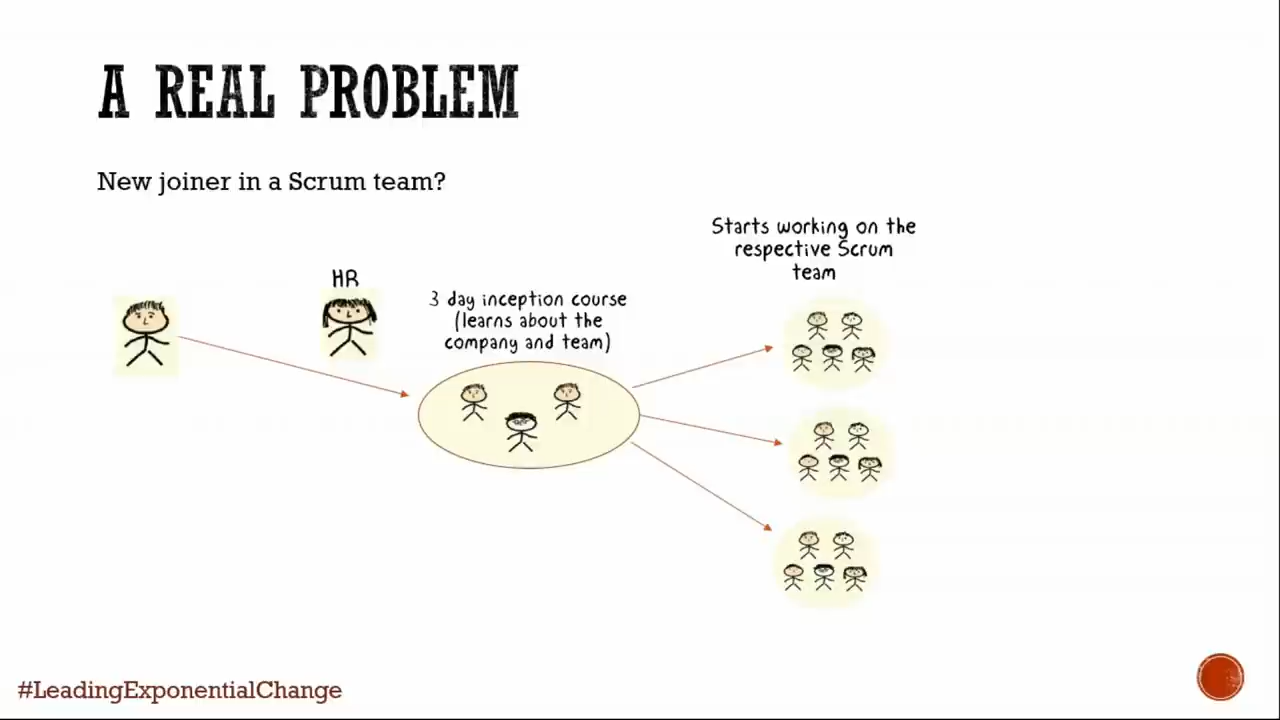 A REAL PROBLEM
New joiner in a Scrum team?
HR
3 day inception course
(learns about the
company and team)
Starts working on the
respective Scrum
team
#LeadingExponentialChange